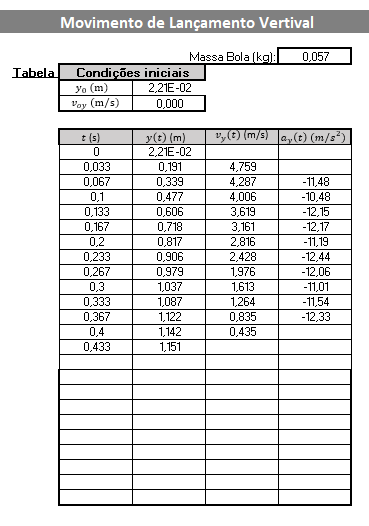 Movimento de Lançamento Vertival
Massa Bola (kg): 0,057
Tabela Condições iniciais
y₀ (m) 2,21E-02
v₀y (m/s) 0,000
t (s) y(t) (m) v_y(t) (m/s) a_y(t) (m/s²)
0 2,21E-02
0,033 0,191 4,759
0,067 0,339 4,287 -11,48
0,1 0,477 4,006 -10,48
0,133 0,606 3,619 -12,15
0,167 0,718 3,161 -12,17
0,2 0,817 2,816 -11,19
0,233 0,906 2,428 -12,44
0,267 0,979 1,976 -12,06
0,3 1,037 1,613 -11,01
0,333 1,087 1,264 -11,54
0,367 1,122 0,835 -12,33
0,4 1,142 0,435
0,433 1,151